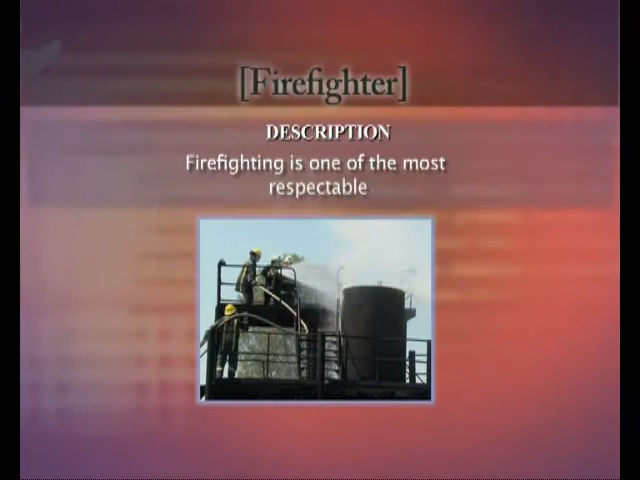 [Firefighter]
DESCRIPTION
Firefighting is one of the most
respectable